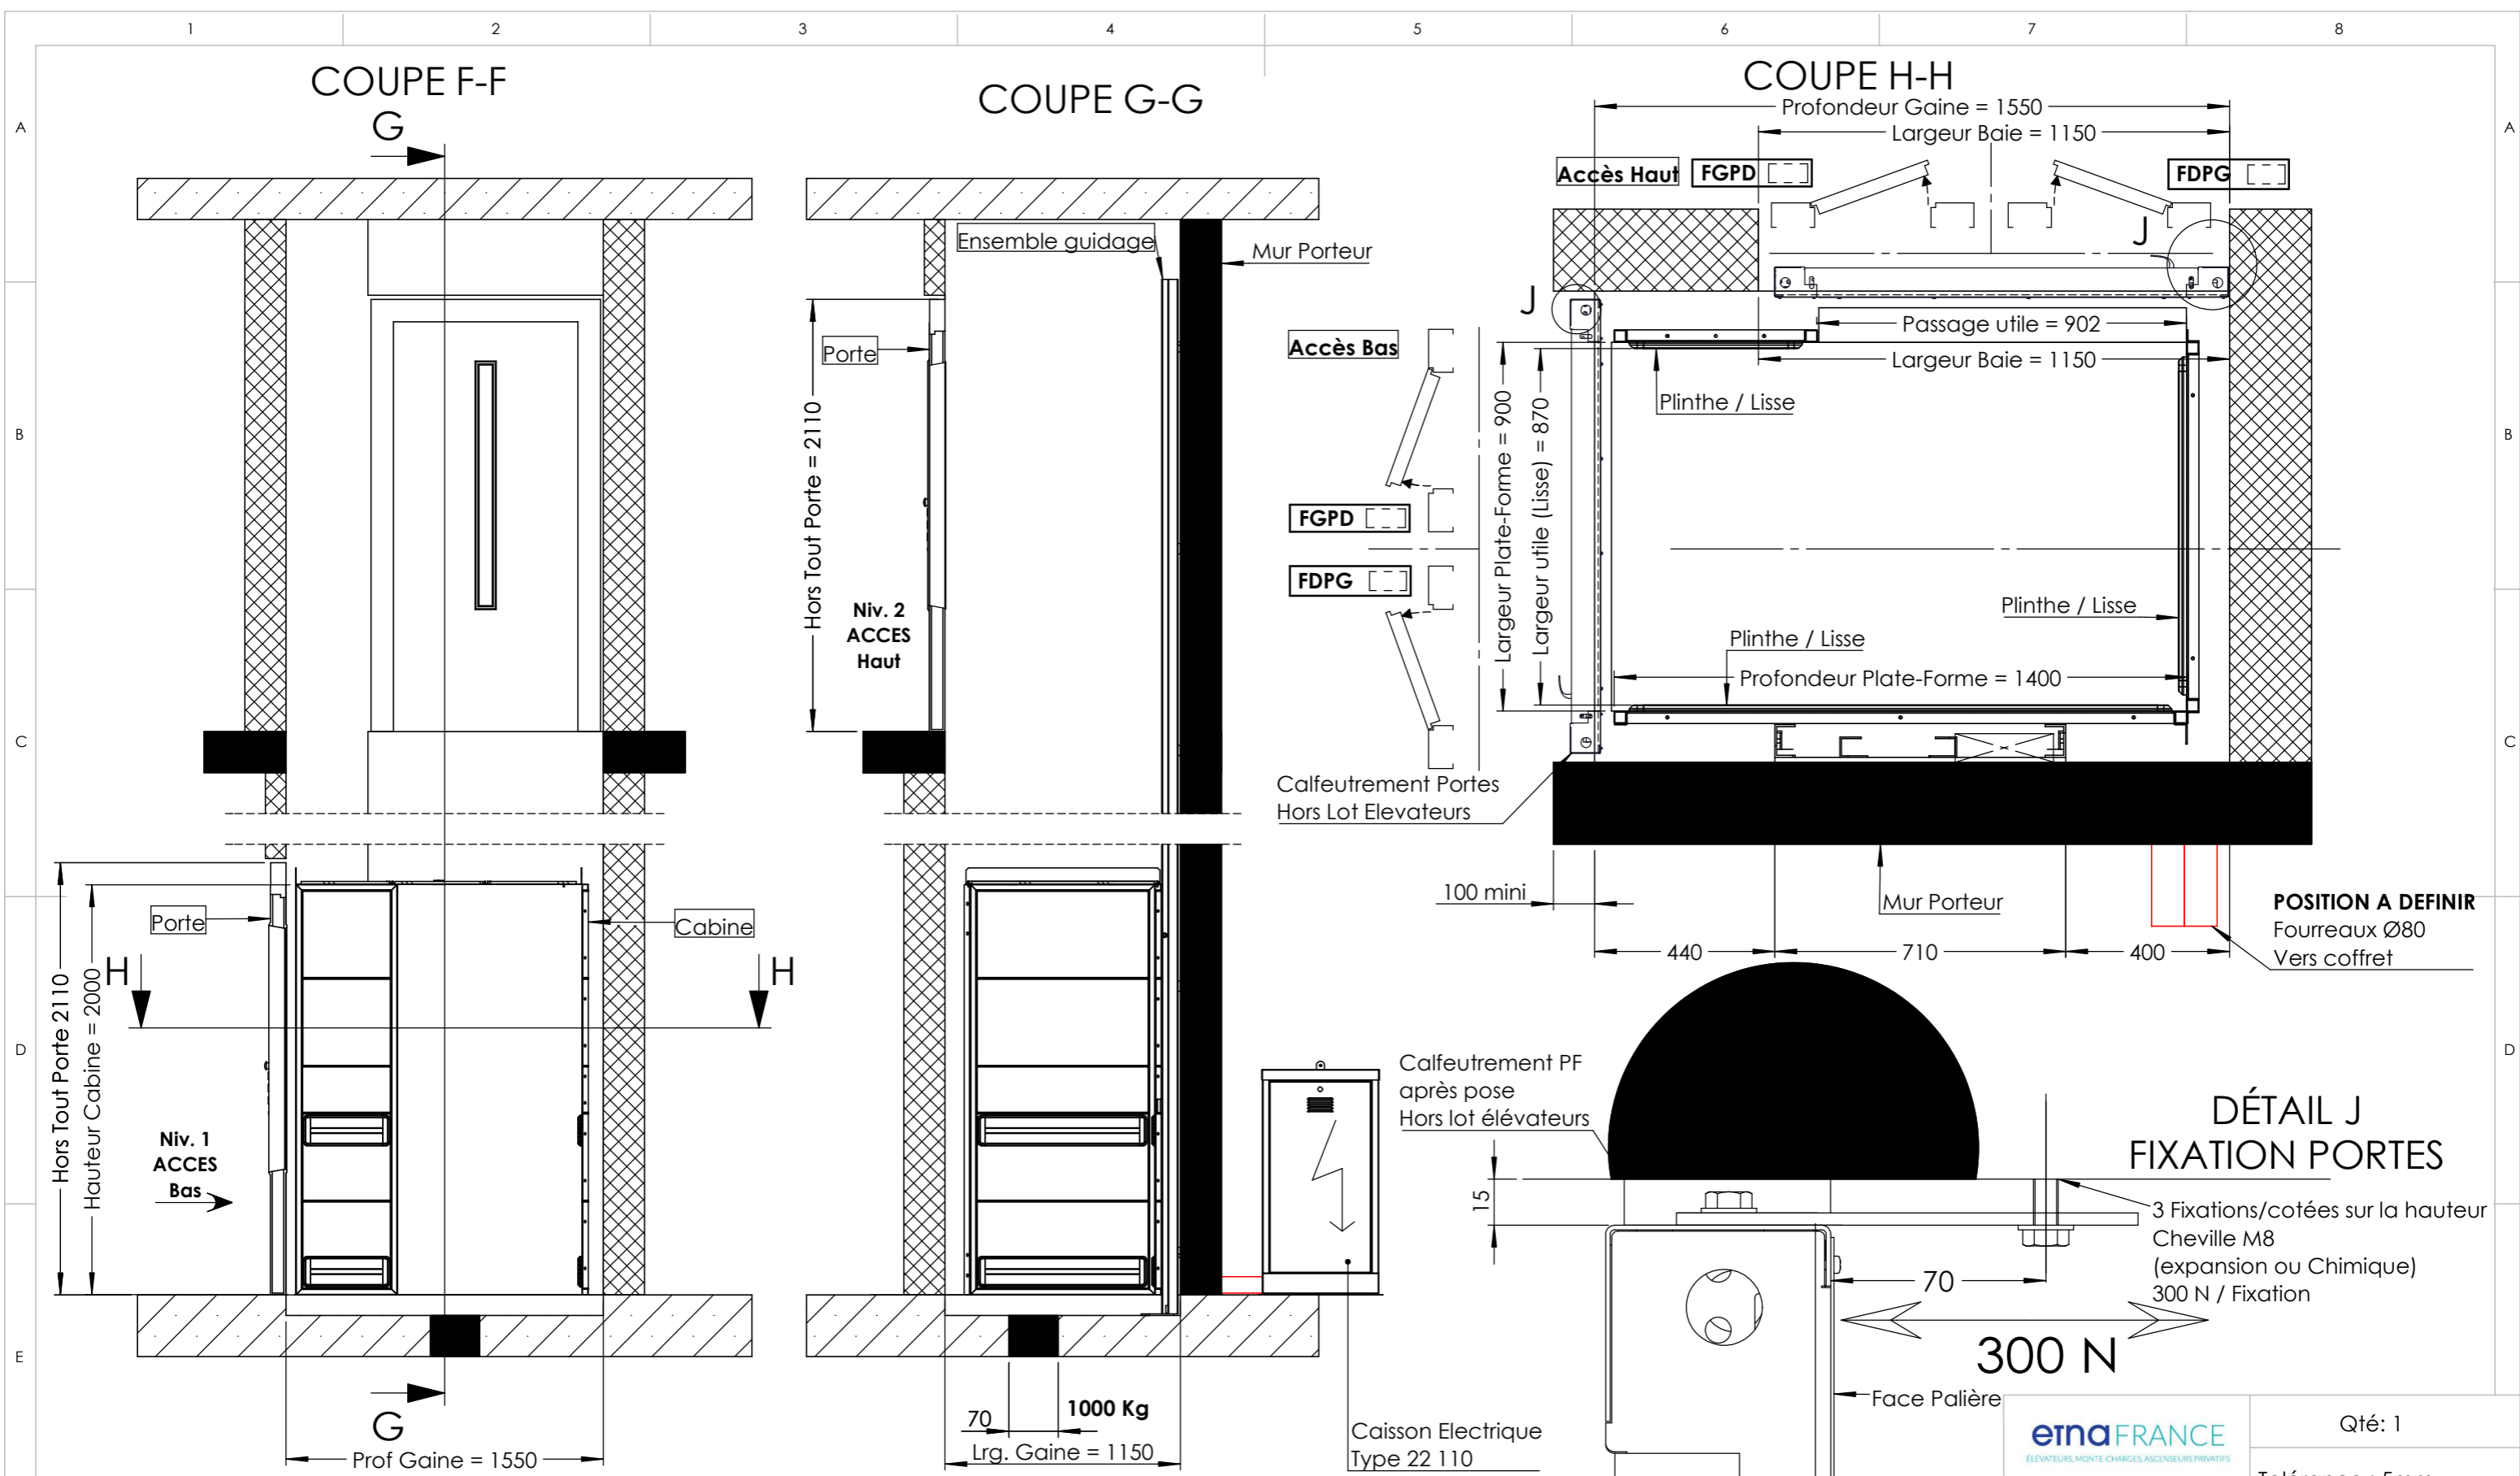 1 2 3 4 5 6 7 8
A
B
C
D
E
A
B
C
D
COUPE F-F
G
Porte
H
H
Cabine
Hors Tout Porte 2110
Hauteur Cabine = 2000
Niv. 1
ACCES
Bas
G
Prof Gaine = 1550
COUPE G-G
Ensemble guidage
Mur Porteur
Porte
Hors Tout Porte = 2110
Niv. 2
ACCES
Haut
70
1000 Kg
Lrg. Gaine = 1150
Caisson Electrique
Type 22 110
COUPE H-H
Profondeur Gaine = 1550
Largeur Baie = 1150
Accès Haut
FGPD
FDPG
J
J
Passage utile = 902
Largeur Baie = 1150
Accès Bas
Plinthe / Lisse
Largeur Plate-Forme = 900
Largeur utile (Lisse) = 870
FGPD
FDPG
Plinthe / Lisse
Plinthe / Lisse
Profondeur Plate-Forme = 1400
Calfeutrement Portes
Hors Lot Elevateurs
100 mini
Mur Porteur
440
710
400
POSITION A DEFINIR
Fourreaux Ø80
Vers coffret
Calfeutrement PF
après pose
Hors lot élévateurs
DÉTAIL J
FIXATION PORTES
15
3 Fixations/cotées sur la hauteur
Cheville M8
(expansion ou Chimique)
300 N / Fixation
70
300 N
Face Palière
etna FRANCE
ÉLÉVATEURS, MONTE-CHARGES, ASCENSEURS PRIVATIFS
Qté: 1